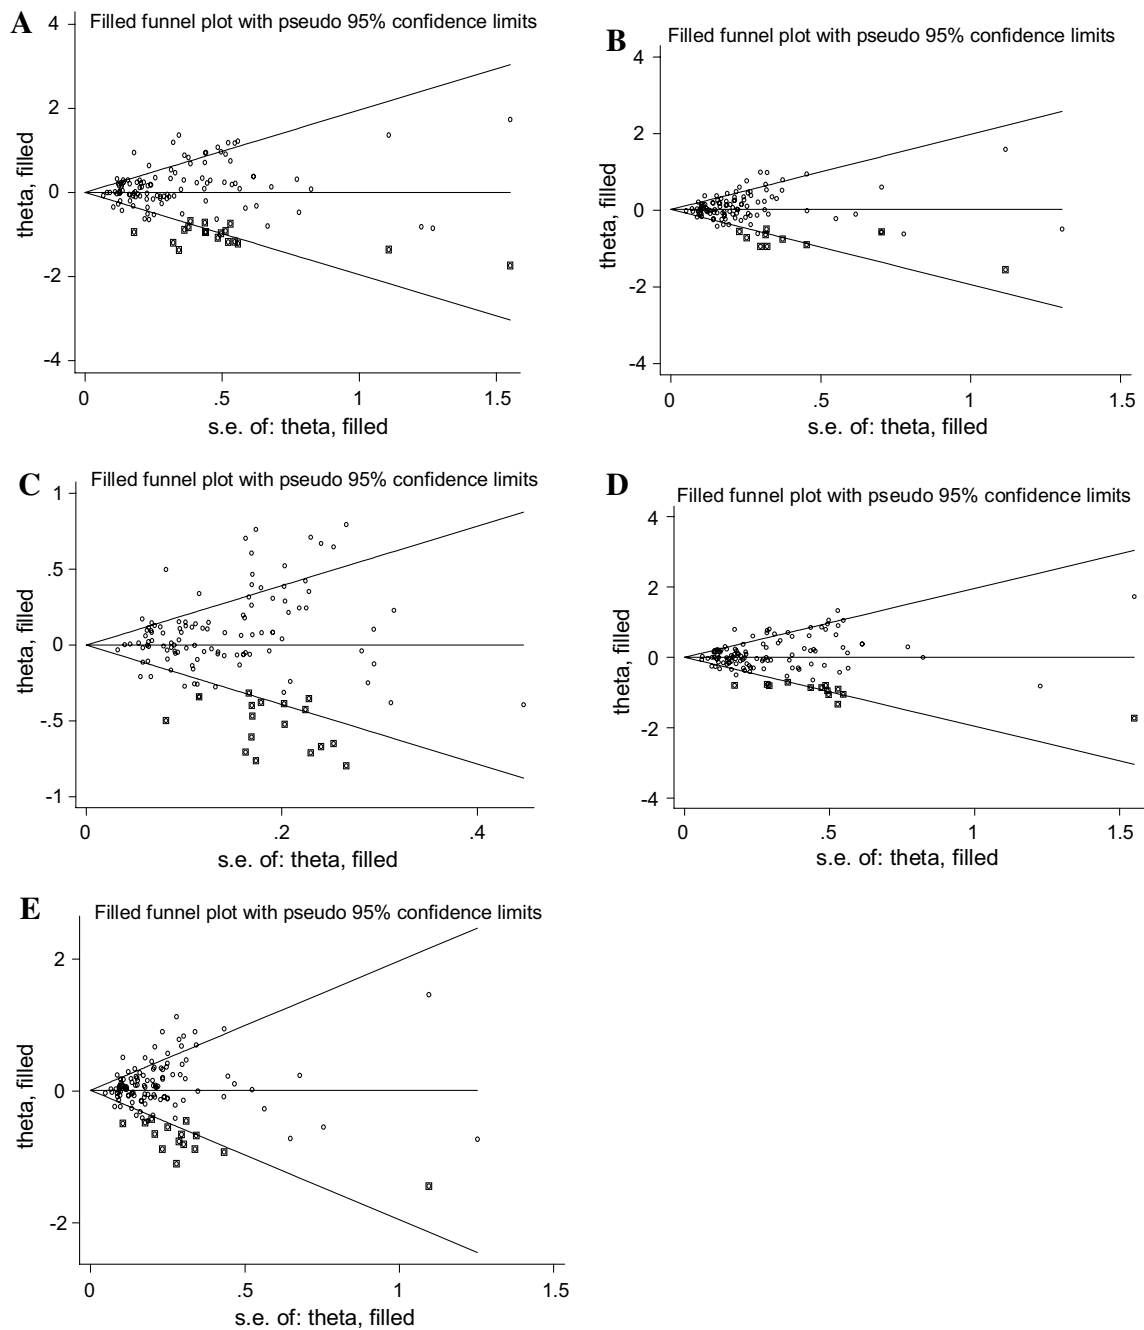 A
Filled funnel plot with pseudo 95% confidence limits
4
2
0
-2
-4
theta, filled
0
.5
1
1.5
s.e. of: theta, filled
B
Filled funnel plot with pseudo 95% confidence limits
4
2
0
-2
-4
theta, filled
0
.5
1
1.5
s.e. of: theta, filled
C
Filled funnel plot with pseudo 95% confidence limits
1
.5
0
-.5
-1
theta, filled
0
.2
.4
s.e. of: theta, filled
D
Filled funnel plot with pseudo 95% confidence limits
4
2
0
-2
-4
theta, filled
0
.5
1
1.5
s.e. of: theta, filled
E
Filled funnel plot with pseudo 95% confidence limits
2
0
-2
theta, filled
0
.5
1
1.5
s.e. of: theta, filled